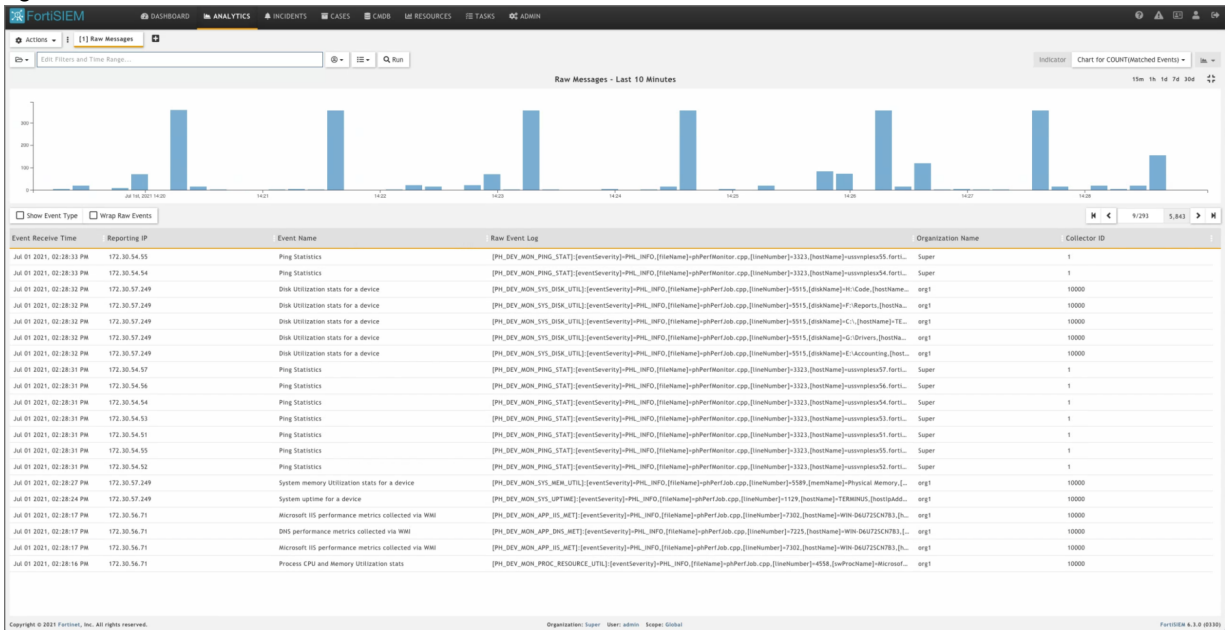 FortiSIEM DASHBOARD ANALYTICS INCIDENTS CASES CMDB RESOURCES TASKS ADMIN
Actions [1] Raw Messages
Edit Filters and Time Range... Run Indicator Chart for COUNT(Matched Events)
Raw Messages - Last 10 Minutes 15m 1h 1d 7d 30d
300
200
100
0
Jul 1st, 2021 14:20 14:21 14:22 14:23 14:24 14:25 14:26 14:27 14:28
Show Event Type Wrap Raw Events 9/293 5,843
Event Receive Time Reporting IP Event Name Raw Event Log Organization Name Collector ID
Jul 01 2021, 02:28:33 PM 172.30.54.55 Ping Statistics [PH_DEV_MON_PING_STAT]:[eventSeverity]=PHL_INFO,[fileName]=phPerfMonitor.cpp,[lineNumber]=3323,[hostName]=ussvnplesx55.forti... Super 1
Jul 01 2021, 02:28:33 PM 172.30.54.54 Ping Statistics [PH_DEV_MON_PING_STAT]:[eventSeverity]=PHL_INFO,[fileName]=phPerfMonitor.cpp,[lineNumber]=3323,[hostName]=ussvnplesx54.forti... Super 1
Jul 01 2021, 02:28:32 PM 172.30.57.249 Disk Utilization stats for a device [PH_DEV_MON_SYS_DISK_UTIL]:[eventSeverity]=PHL_INFO,[fileName]=phPerfJob.cpp,[lineNumber]=5515,[diskName]=H:\Code,[hostName... org1 10000
Jul 01 2021, 02:28:32 PM 172.30.57.249 Disk Utilization stats for a device [PH_DEV_MON_SYS_DISK_UTIL]:[eventSeverity]=PHL_INFO,[fileName]=phPerfJob.cpp,[lineNumber]=5515,[diskName]=F:\Reports,[hostNa... org1 10000
Jul 01 2021, 02:28:32 PM 172.30.57.249 Disk Utilization stats for a device [PH_DEV_MON_SYS_DISK_UTIL]:[eventSeverity]=PHL_INFO,[fileName]=phPerfJob.cpp,[lineNumber]=5515,[diskName]=C:\,[hostName]=TE... org1 10000
Jul 01 2021, 02:28:32 PM 172.30.57.249 Disk Utilization stats for a device [PH_DEV_MON_SYS_DISK_UTIL]:[eventSeverity]=PHL_INFO,[fileName]=phPerfJob.cpp,[lineNumber]=5515,[diskName]=G:\Drivers,[hostNa... org1 10000
Jul 01 2021, 02:28:32 PM 172.30.57.249 Disk Utilization stats for a device [PH_DEV_MON_SYS_DISK_UTIL]:[eventSeverity]=PHL_INFO,[fileName]=phPerfJob.cpp,[lineNumber]=5515,[diskName]=E:\Accounting,[host... org1 10000
Jul 01 2021, 02:28:31 PM 172.30.54.57 Ping Statistics [PH_DEV_MON_PING_STAT]:[eventSeverity]=PHL_INFO,[fileName]=phPerfMonitor.cpp,[lineNumber]=3323,[hostName]=ussvnplesx57.forti... Super 1
Jul 01 2021, 02:28:31 PM 172.30.54.56 Ping Statistics [PH_DEV_MON_PING_STAT]:[eventSeverity]=PHL_INFO,[fileName]=phPerfMonitor.cpp,[lineNumber]=3323,[hostName]=ussvnplesx56.forti... Super 1
Jul 01 2021, 02:28:31 PM 172.30.54.54 Ping Statistics [PH_DEV_MON_PING_STAT]:[eventSeverity]=PHL_INFO,[fileName]=phPerfMonitor.cpp,[lineNumber]=3323,[hostName]=ussvnplesx54.forti... Super 1
Jul 01 2021, 02:28:31 PM 172.30.54.53 Ping Statistics [PH_DEV_MON_PING_STAT]:[eventSeverity]=PHL_INFO,[fileName]=phPerfMonitor.cpp,[lineNumber]=3323,[hostName]=ussvnplesx53.forti... Super 1
Jul 01 2021, 02:28:31 PM 172.30.54.51 Ping Statistics [PH_DEV_MON_PING_STAT]:[eventSeverity]=PHL_INFO,[fileName]=phPerfMonitor.cpp,[lineNumber]=3323,[hostName]=ussvnplesx51.forti... Super 1
Jul 01 2021, 02:28:31 PM 172.30.54.55 Ping Statistics [PH_DEV_MON_PING_STAT]:[eventSeverity]=PHL_INFO,[fileName]=phPerfMonitor.cpp,[lineNumber]=3323,[hostName]=ussvnplesx55.forti... Super 1
Jul 01 2021, 02:28:31 PM 172.30.54.52 Ping Statistics [PH_DEV_MON_PING_STAT]:[eventSeverity]=PHL_INFO,[fileName]=phPerfMonitor.cpp,[lineNumber]=3323,[hostName]=ussvnplesx52.forti... Super 1
Jul 01 2021, 02:28:27 PM 172.30.57.249 System memory Utilization stats for a device [PH_DEV_MON_SYS_MEM_UTIL]:[eventSeverity]=PHL_INFO,[fileName]=phPerfJob.cpp,[lineNumber]=5589,[memName]=Physical Memory,[... org1 10000
Jul 01 2021, 02:28:24 PM 172.30.57.249 System uptime for a device [PH_DEV_MON_SYS_UPTIME]:[eventSeverity]=PHL_INFO,[fileName]=phPerfJob.cpp,[lineNumber]=1129,[hostName]=TERMINUS,[hostIpAdd... org1 10000
Jul 01 2021, 02:28:17 PM 172.30.56.71 Microsoft IIS performance metrics collected via WMI [PH_DEV_MON_APP_IIS_MET]:[eventSeverity]=PHL_INFO,[fileName]=phPerfJob.cpp,[lineNumber]=7302,[hostName]=WIN-D6U72SCN7B3,[h... org1 10000
Jul 01 2021, 02:28:17 PM 172.30.56.71 DNS performance metrics collected via WMI [PH_DEV_MON_APP_DNS_MET]:[eventSeverity]=PHL_INFO,[fileName]=phPerfJob.cpp,[lineNumber]=7225,[hostName]=WIN-D6U72SCN7B3,[... org1 10000
Jul 01 2021, 02:28:17 PM 172.30.56.71 Microsoft IIS performance metrics collected via WMI [PH_DEV_MON_APP_IIS_MET]:[eventSeverity]=PHL_INFO,[fileName]=phPerfJob.cpp,[lineNumber]=7302,[hostName]=WIN-D6U72SCN7B3,[h... org1 10000
Jul 01 2021, 02:28:16 PM 172.30.56.71 Process CPU and Memory Utilization stats [PH_DEV_MON_PROC_RESOURCE_UTIL]:[eventSeverity]=PHL_INFO,[fileName]=phPerfJob.cpp,[lineNumber]=4558,[swProcName]=Microsof... org1 10000
Copyright © 2021 Fortinet, Inc. All rights reserved. Organization: Super User: admin Scope: Global FortiSIEM 6.3.0 (0330)